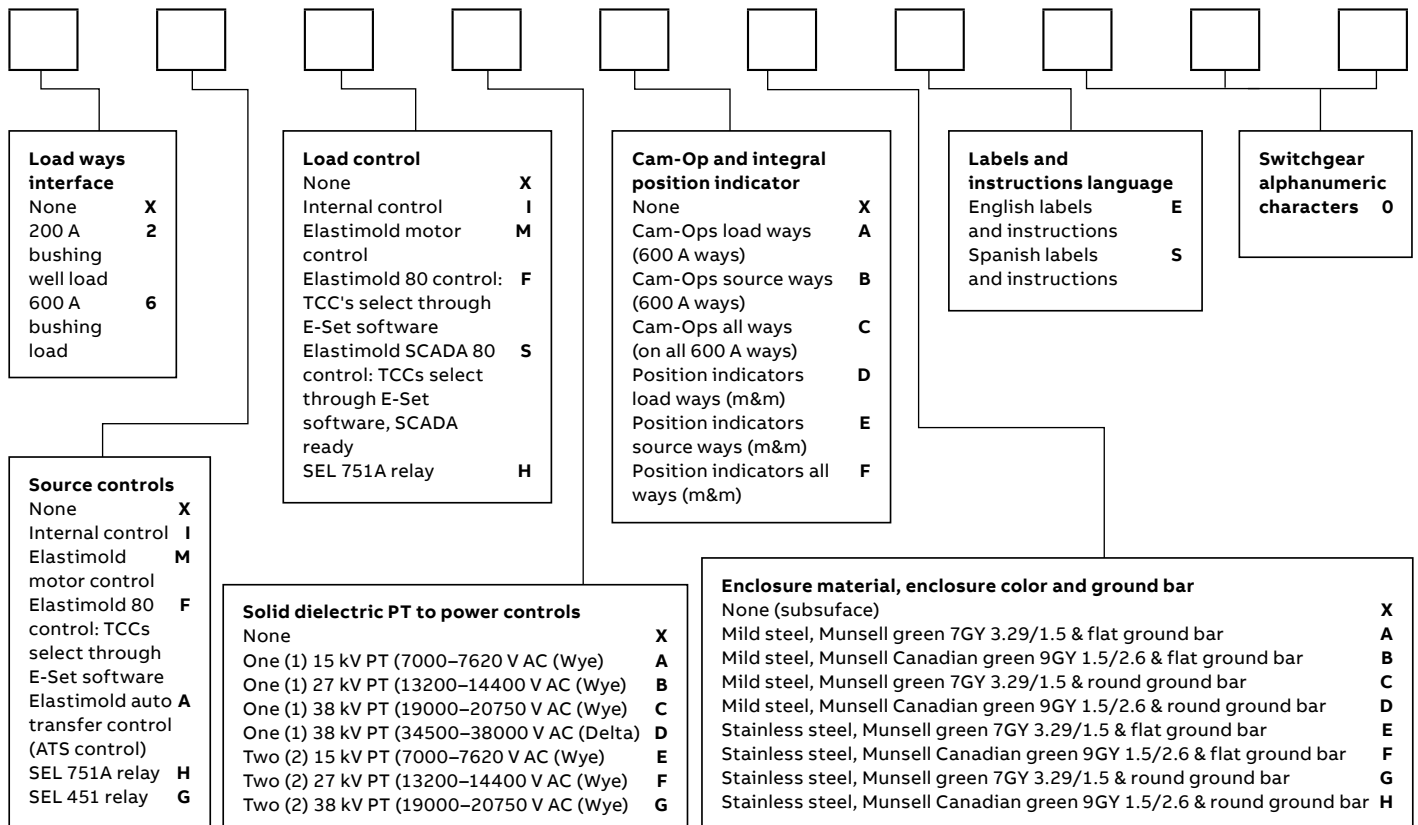 Load ways
interface
None X
200 A 2
bushing
well load
600 A 6
bushing
load
Load control
None X
Internal control I
Elastimold motor M
control
Elastimold 80 control: F
TCC's select through
E-Set software
Elastimold SCADA 80 S
control: TCCs select
through E-Set
software, SCADA
ready
SEL 751A relay H
Cam-Op and integral
position indicator
None X
Cam-Ops load ways A
(600 A ways)
Cam-Ops source ways B
(600 A ways)
Cam-Ops all ways C
(on all 600 A ways)
Position indicators D
load ways (m&m)
Position indicators E
source ways (m&m)
Position indicators all F
ways (m&m)
Labels and
instructions language
English labels E
and instructions
Spanish labels S
and instructions
Switchgear
alphanumeric
characters 0
Source controls
None X
Internal control I
Elastimold M
motor control
Elastimold 80 F
control: TCCs
select through
E-Set software
Elastimold auto A
transfer control
(ATS control)
SEL 751A relay H
SEL 451 relay G
Solid dielectric PT to power controls
None X
One (1) 15 kV PT (7000–7620 V AC (Wye) A
One (1) 27 kV PT (13200–14400 V AC (Wye) B
One (1) 38 kV PT (19000–20750 V AC (Wye) C
One (1) 38 kV PT (34500–38000 V AC (Delta) D
Two (2) 15 kV PT (7000–7620 V AC (Wye) E
Two (2) 27 kV PT (13200–14400 V AC (Wye) F
Two (2) 38 kV PT (19000–20750 V AC (Wye) G
Enclosure material, enclosure color and ground bar
None (subsuface) X
Mild steel, Munsell green 7GY 3.29/1.5 & flat ground bar A
Mild steel, Munsell Canadian green 9GY 1.5/2.6 & flat ground bar B
Mild steel, Munsell green 7GY 3.29/1.5 & round ground bar C
Mild steel, Munsell Canadian green 9GY 1.5/2.6 & round ground bar D
Stainless steel, Munsell green 7GY 3.29/1.5 & flat ground bar E
Stainless steel, Munsell Canadian green 9GY 1.5/2.6 & flat ground bar F
Stainless steel, Munsell green 7GY 3.29/1.5 & round ground bar G
Stainless steel, Munsell Canadian green 9GY 1.5/2.6 & round ground bar H